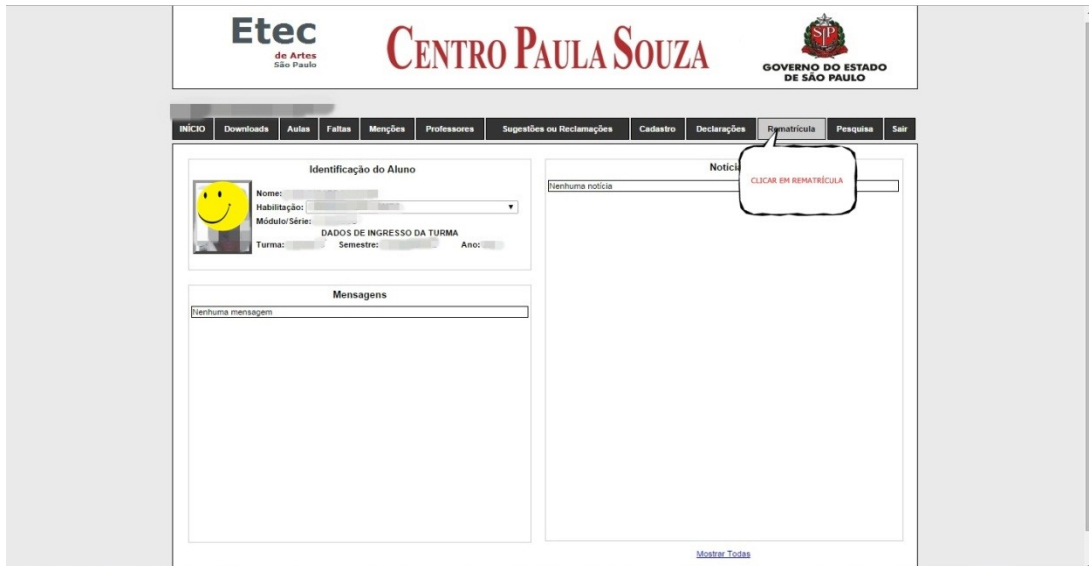 Etec
de Artes
São Paulo
CENTRO PAULA SOUZA
SP
GOVERNO DO ESTADO
DE SÃO PAULO
INÍCIO Downloads Aulas Faltas Menções Professores Sugestões ou Reclamações Cadastro Declarações Rematrícula Pesquisa Sair
Identificação do Aluno
Nome:
Habilitação:
Módulo/Série:
DADOS DE INGRESSO DA TURMA
Turma: Semestre: Ano:
Mensagens
Nenhuma mensagem
Notícia
Nenhuma notícia
CLICAR EM REMATRÍCULA
Mostrar Todas